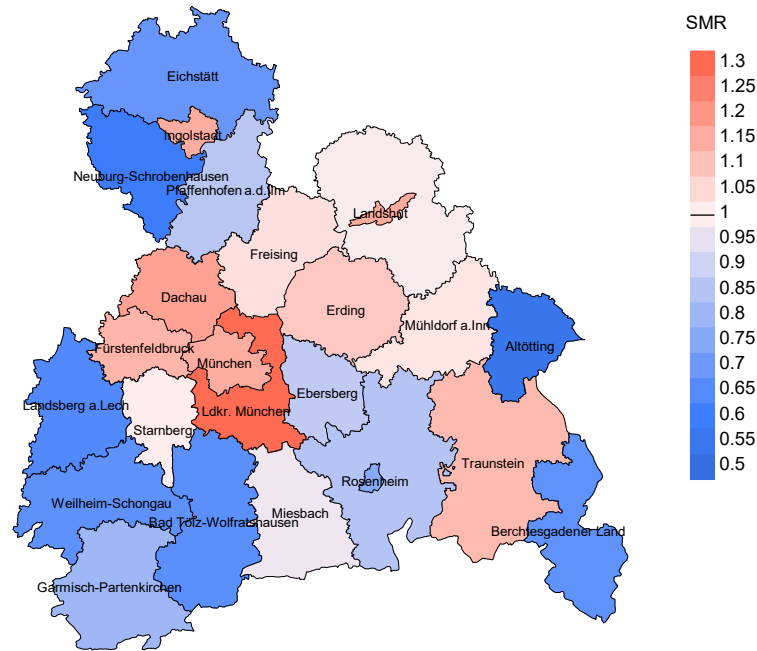 SMR
1.3
1.25
1.2
1.15
1.1
1.05
1
0.95
0.9
0.85
0.8
0.75
0.7
0.65
0.6
0.55
0.5
Eichstätt
Ingolstadt
Neuburg-Schrobenhausen
Pfaffenhofen a.d.Ilm
Landshut
Freising
Dachau
Erding
Mühldorf a.Inn
Altötting
Fürstenfeldbruck
München
Ebersberg
Landsberg a.Lech
Ldkr. München
Starnberg
Traunstein
Rosenheim
Weilheim-Schongau
Miesbach
Bad Tölz-Wolfratshausen
Berchtesgadener Land
Garmisch-Partenkirchen